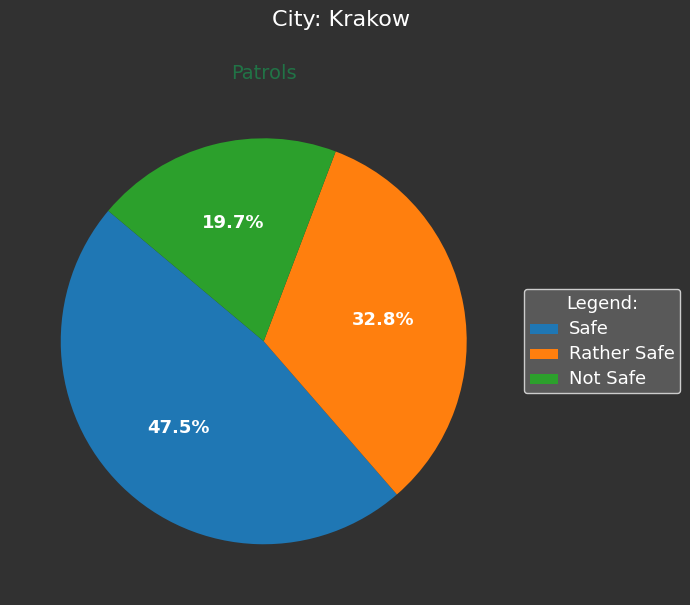 City: Krakow
Patrols
19.7%
32.8%
47.5%
Legend:
Safe
Rather Safe
Not Safe